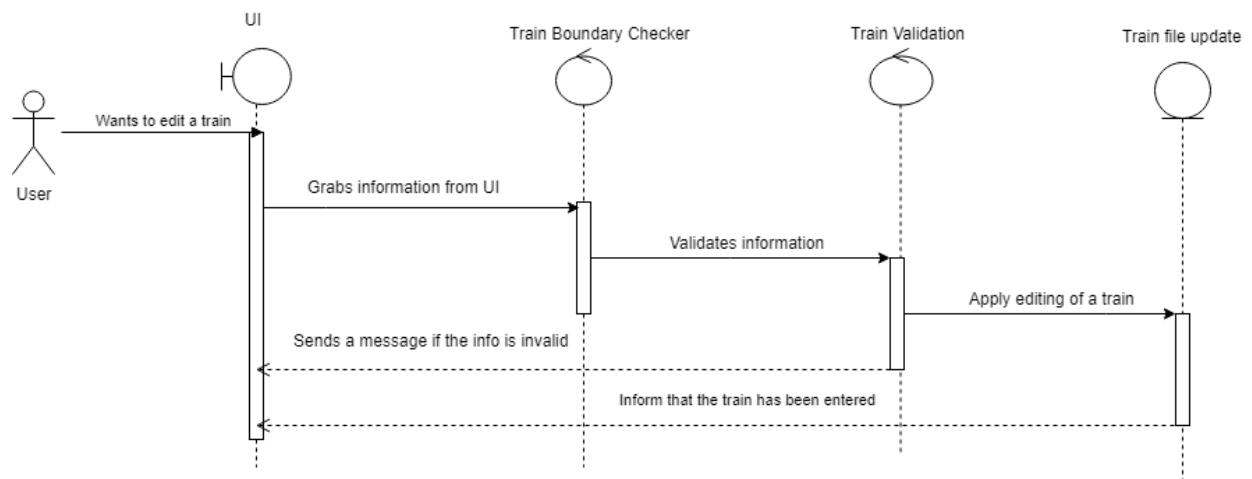 UI
Train Boundary Checker
Train Validation
Train file update
Wants to edit a train
User
Grabs information from UI
Validates information
Apply editing of a train
Sends a message if the info is invalid
Inform that the train has been entered